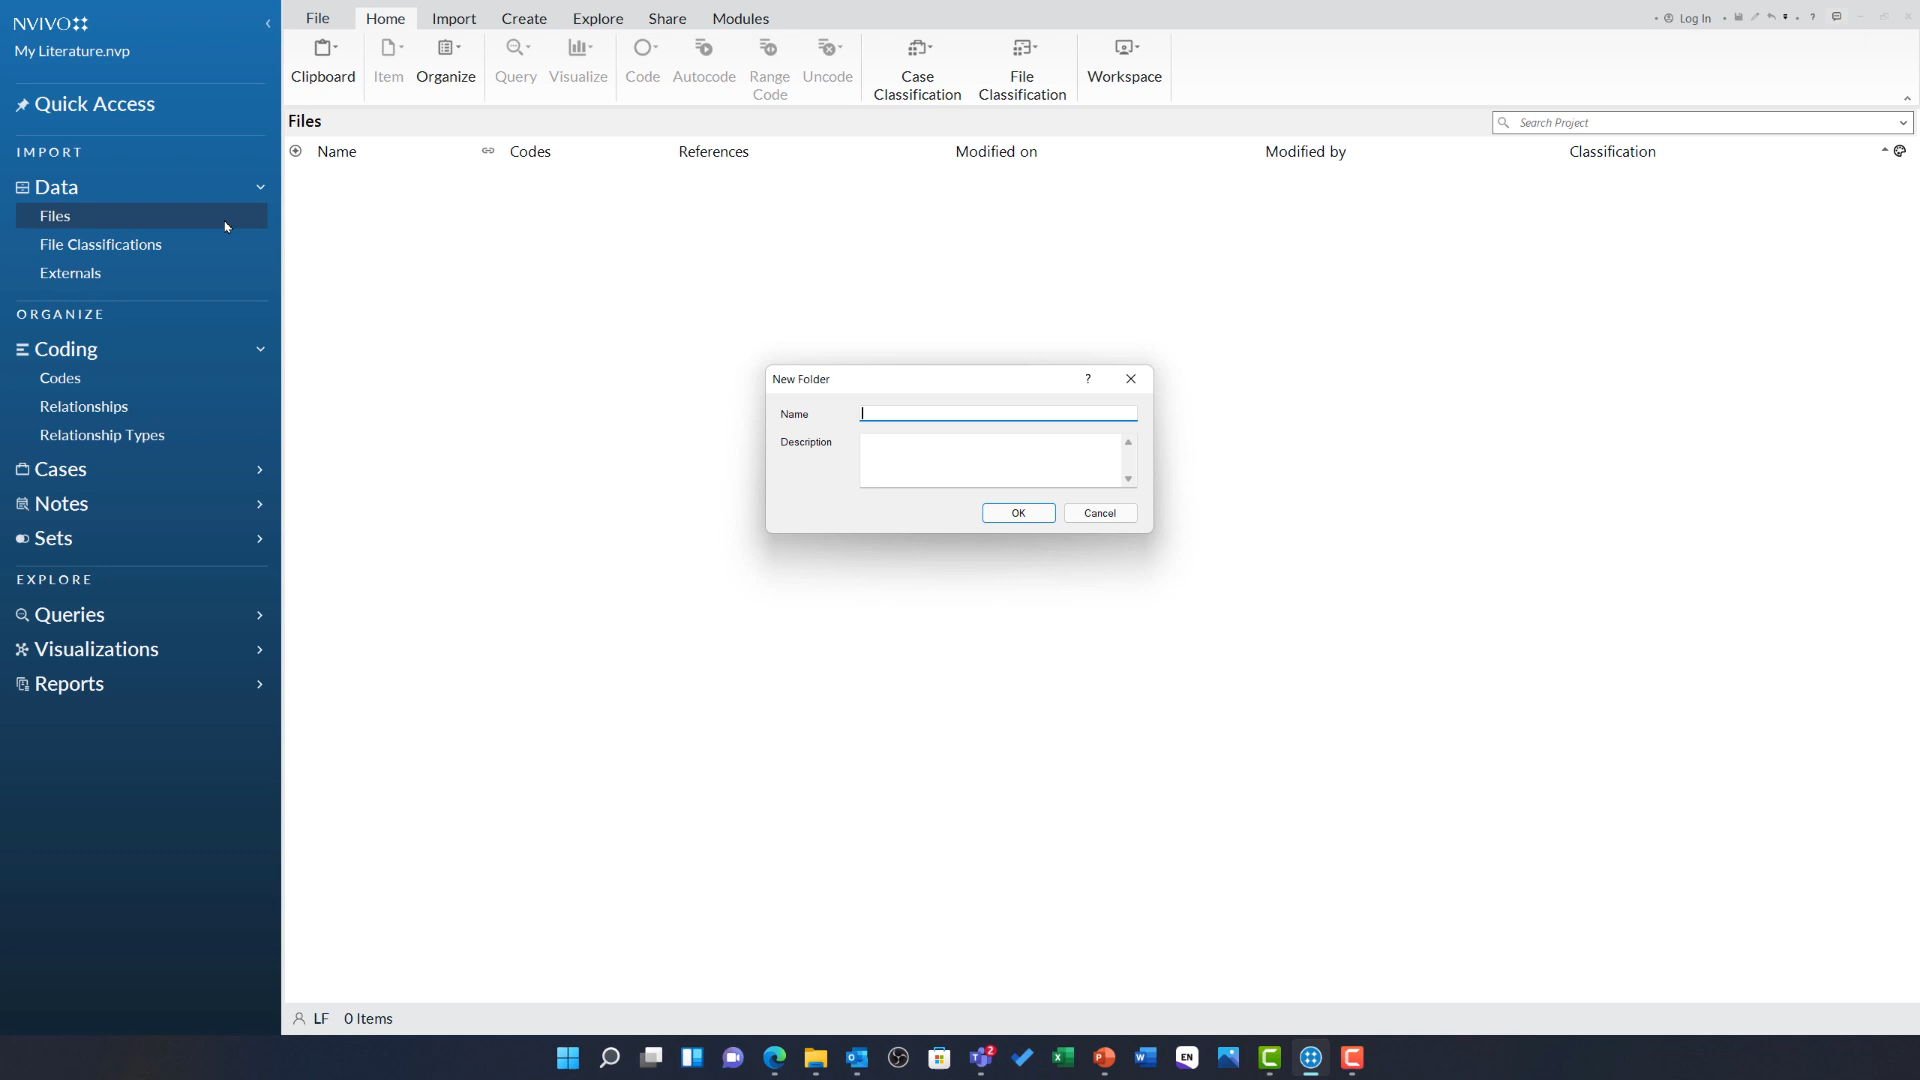 NVIVO
My Literature.nvp
Quick Access
IMPORT
Data
Files
File Classifications
Externals
ORGANIZE
Coding
Codes
Relationships
Relationship Types
Cases
Notes
Sets
EXPLORE
Queries
Visualizations
Reports
File Home Import Create Explore Share Modules
Log In ?
Clipboard Item Organize Query Visualize Code Autocode Range Code Uncode Case Classification File Classification Workspace
Files
Search Project
Name Codes References Modified on Modified by Classification
New Folder ?
Name
Description
OK Cancel
LF 0 Items
2
EN